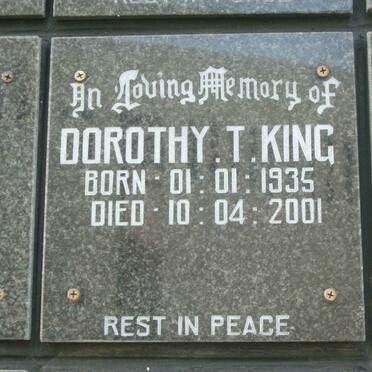 In Loving Memory of
DOROTHY . T . KING
BORN · 01 : 01 : 1935
DIED · 10 : 04 : 2001
REST IN PEACE